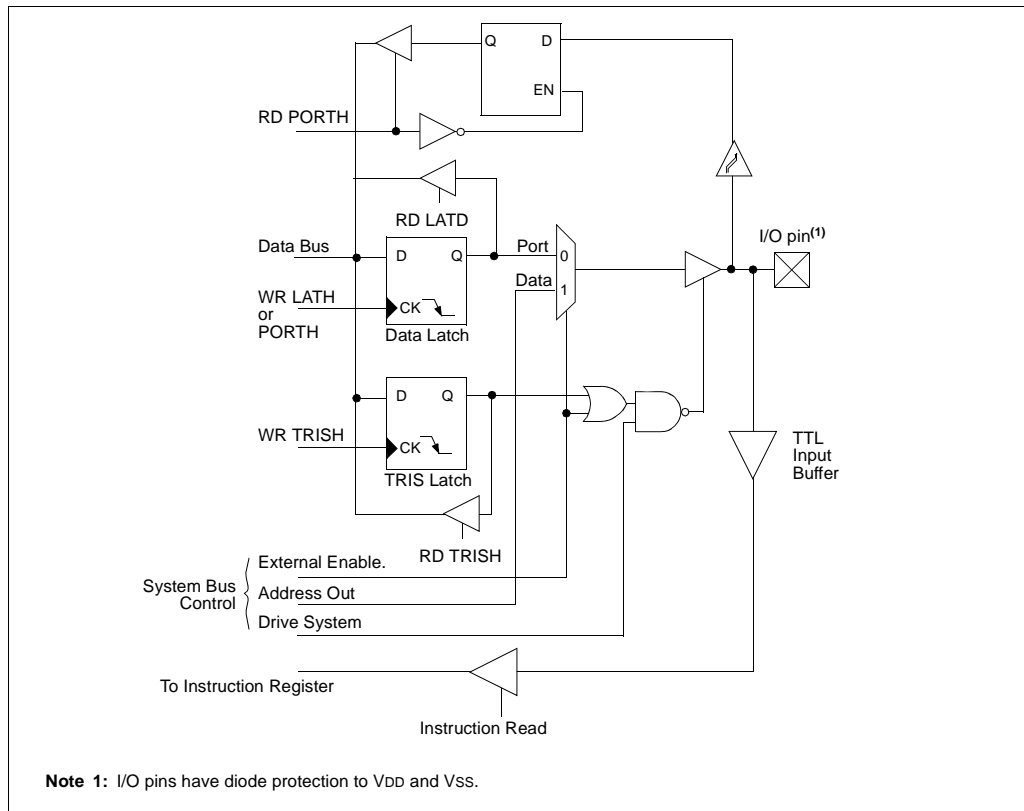 Q D
EN
RD PORTH
RD LATD
I/O pin(1)
Data Bus
D Q
Port 0
Data 1
WR LATH
or
PORTH
CK
Data Latch
D Q
WR TRISH
CK
TRIS Latch
TTL
Input
Buffer
RD TRISH
System Bus
Control
External Enable.
Address Out
Drive System
To Instruction Register
Instruction Read
Note 1: I/O pins have diode protection to VDD and VSS.